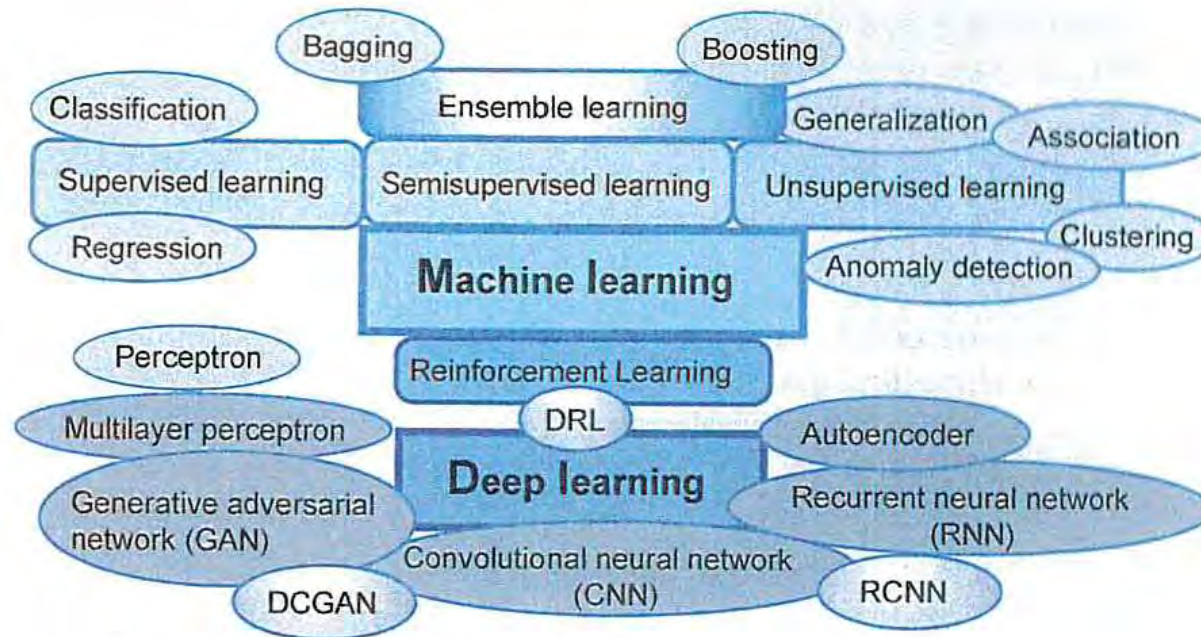 Bagging
Boosting
Ensemble learning
Classification
Generalization
Association
Supervised learning
Semisupervised learning
Unsupervised learning
Regression
Clustering
Machine learning
Anomaly detection
Perceptron
Reinforcement Learning
DRL
Multilayer perceptron
Autoencoder
Deep learning
Generative adversarial
network (GAN)
Recurrent neural network
(RNN)
Convolutional neural network
(CNN)
DCGAN
RCNN